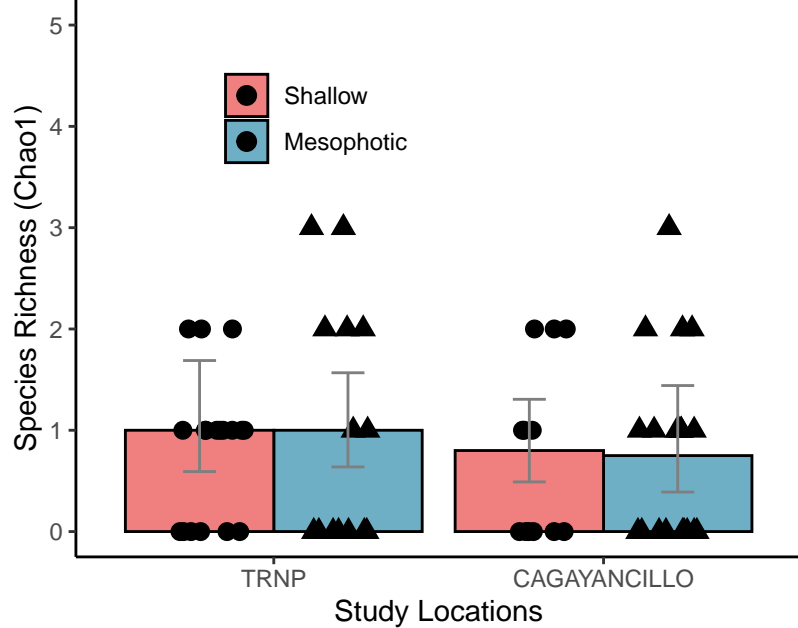 5
4
3
2
1
0
Species Richness (Chao1)
Shallow
Mesophotic
TRNP
CAGAYANCILLO
Study Locations